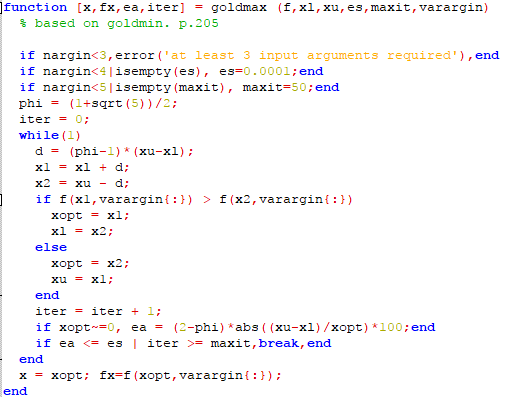 function [x,fx,ea,iter] = goldmax (f,xl,xu,es,maxit,varargin)
% based on goldmin. p.205
if nargin<3,error('at least 3 input arguments required'),end
if nargin<4|isempty(es), es=0.0001;end
if nargin<5|isempty(maxit), maxit=50;end
phi = (1+sqrt(5))/2;
iter = 0;
while(1)
d = (phi-1)*(xu-xl);
x1 = xl + d;
x2 = xu - d;
if f(x1,varargin{:}) > f(x2,varargin{:})
xopt = x1;
xl = x2;
else
xopt = x2;
xu = x1;
end
iter = iter + 1;
if xopt~=0, ea = (2-phi)*abs((xu-xl)/xopt)*100;end
if ea <= es | iter >= maxit,break,end
end
x = xopt; fx=f(xopt,varargin{:});
end